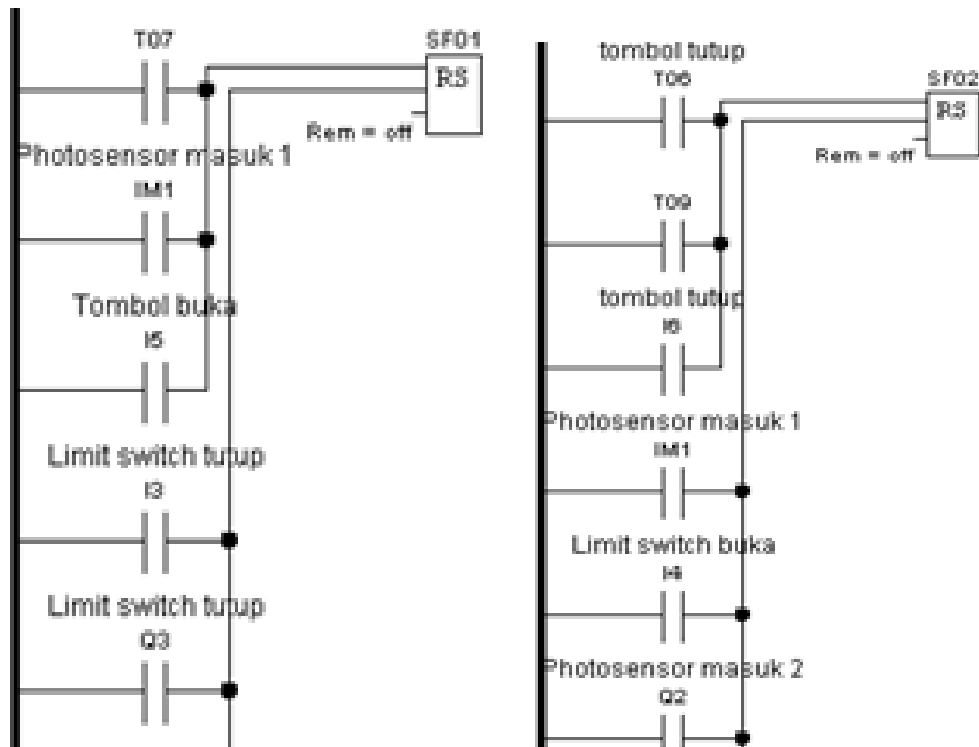 T07
SF01
RS
Rem = off
Photosensor masuk 1
IM1
Tombol buka
I5
Limit switch tutup
I3
Limit switch tutup
Q3
tombol tutup
T06
SF02
RS
Rem = off
T09
tombol tutup
I6
Photosensor masuk 1
IM1
Limit switch buka
I4
Photosensor masuk 2
Q2